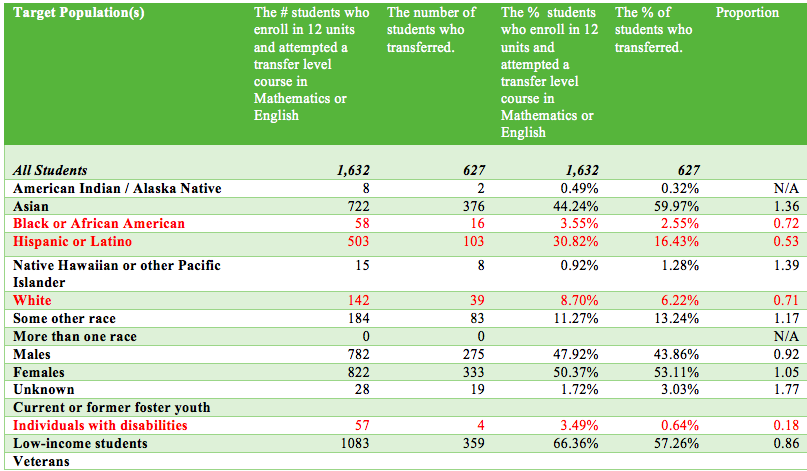 Target Population(s) The # students who enroll in 12 units and attempted a transfer level course in Mathematics or English The number of students who transferred. The % students who enroll in 12 units and attempted a transfer level course in Mathematics or English The % of students who transferred. Proportion
All Students 1,632 627 1,632 627
American Indian / Alaska Native 8 2 0.49% 0.32% N/A
Asian 722 376 44.24% 59.97% 1.36
Black or African American 58 16 3.55% 2.55% 0.72
Hispanic or Latino 503 103 30.82% 16.43% 0.53
Native Hawaiian or other Pacific Islander 15 8 0.92% 1.28% 1.39
White 142 39 8.70% 6.22% 0.71
Some other race 184 83 11.27% 13.24% 1.17
More than one race 0 0 N/A
Males 782 275 47.92% 43.86% 0.92
Females 822 333 50.37% 53.11% 1.05
Unknown 28 19 1.72% 3.03% 1.77
Current or former foster youth
Individuals with disabilities 57 4 3.49% 0.64% 0.18
Low-income students 1083 359 66.36% 57.26% 0.86
Veterans